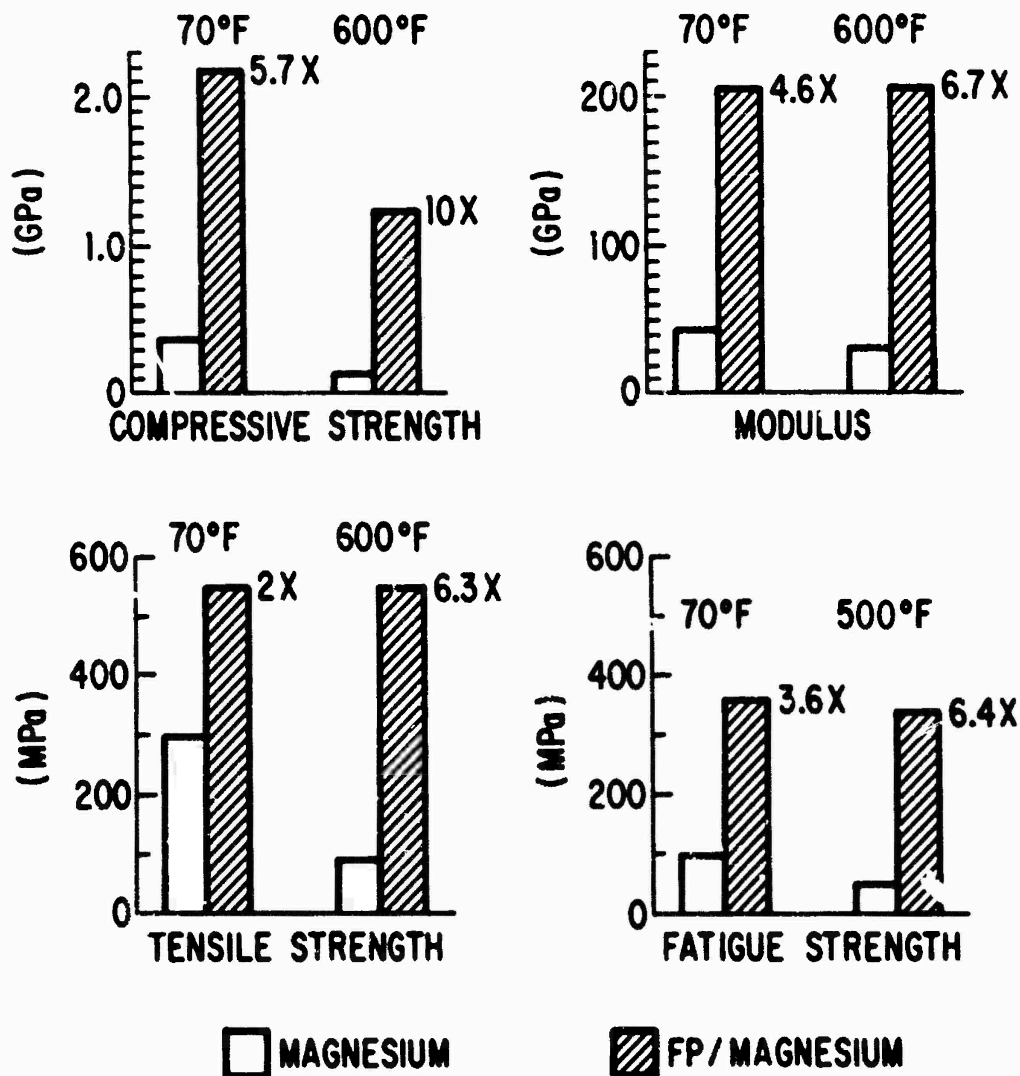 70°F 600°F
5.7X
10X
2.0
1.0
0
(GPa)
COMPRESSIVE STRENGTH
70°F 600°F
4.6X
6.7X
200
100
0
(GPa)
MODULUS
70°F 600°F
2X
6.3X
600
400
200
0
(MPa)
TENSILE STRENGTH
70°F 500°F
3.6X
6.4X
600
400
200
0
(MPa)
FATIGUE STRENGTH
MAGNESIUM
FP/MAGNESIUM